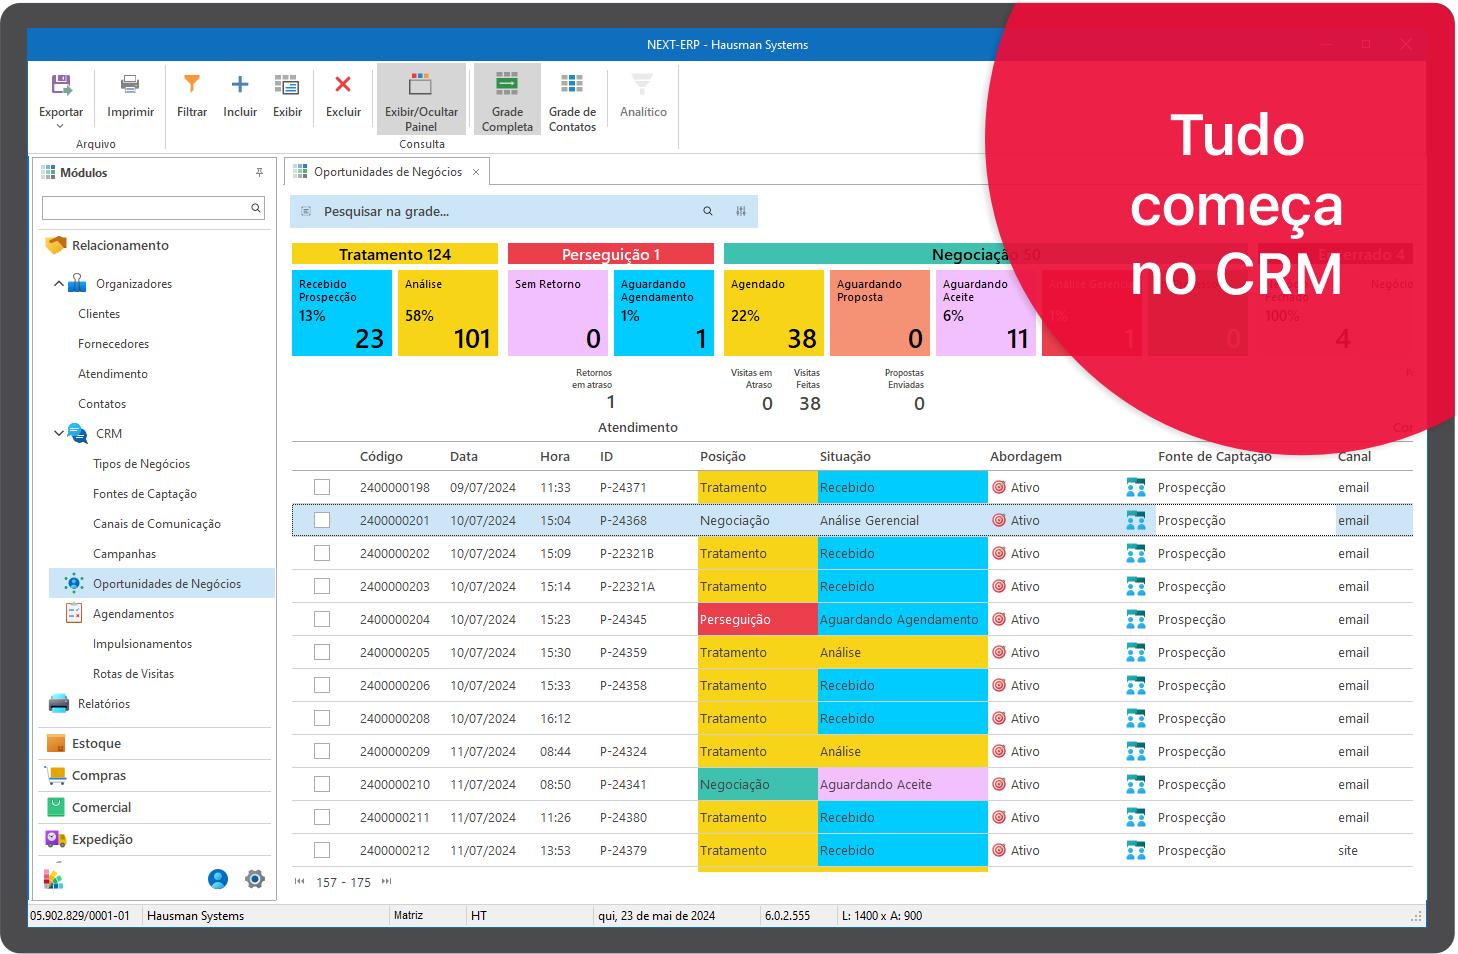 NEXT-ERP - Hausman Systems
Exportar
Imprimir
Filtrar
Incluir
Exibir
Excluir
Exibir/Ocultar
Painel
Grade
Completa
Grade de
Contatos
Analítico
Arquivo
Consulta
Tudo
começa
no CRM
Módulos
Oportunidades de Negócios
Pesquisar na grade...
Relacionamento
Organizadores
Clientes
Fornecedores
Atendimento
Contatos
CRM
Tipos de Negócios
Fontes de Captação
Canais de Comunicação
Campanhas
Oportunidades de Negócios
Agendamentos
Impulsionamentos
Rotas de Visitas
Relatórios
Estoque
Compras
Comercial
Expedição
Tratamento 124
Perseguição 1
Negociação 50
Encerrado 4
Recebido
Prospecção
13%
23
Análise
58%
101
Sem Retorno
0
Aguardando
Agendamento
1%
1
Agendado
22%
38
Aguardando
Proposta
0
Aguardando
Aceite
6%
11
Análise Gerencial
1%
1
0
Fechado
100%
4
Retornos
em atraso
1
Visitas em
Atraso
0
Visitas
Feitas
38
Propostas
Enviadas
0
Atendimento
Código Data Hora ID Posição Situação Abordagem Fonte de Captação Canal
2400000198 09/07/2024 11:33 P-24371 Tratamento Recebido Ativo Prospecção email
2400000201 10/07/2024 15:04 P-24368 Negociação Análise Gerencial Ativo Prospecção email
2400000202 10/07/2024 15:09 P-22321B Tratamento Recebido Ativo Prospecção email
2400000203 10/07/2024 15:14 P-22321A Tratamento Recebido Ativo Prospecção email
2400000204 10/07/2024 15:23 P-24345 Perseguição Aguardando Agendamento Ativo Prospecção email
2400000205 10/07/2024 15:30 P-24359 Tratamento Análise Ativo Prospecção email
2400000206 10/07/2024 15:33 P-24358 Tratamento Recebido Ativo Prospecção email
2400000208 10/07/2024 16:12 Tratamento Recebido Ativo Prospecção email
2400000209 11/07/2024 08:44 P-24324 Tratamento Análise Ativo Prospecção email
2400000210 11/07/2024 08:50 P-24341 Negociação Aguardando Aceite Ativo Prospecção email
2400000211 11/07/2024 11:26 P-24380 Tratamento Recebido Ativo Prospecção email
2400000212 11/07/2024 13:53 P-24379 Tratamento Recebido Ativo Prospecção site
157 - 175
05.902.829/0001-01 Hausman Systems Matriz HT qui, 23 de mai de 2024 6.0.2.555 L: 1400 x A: 900